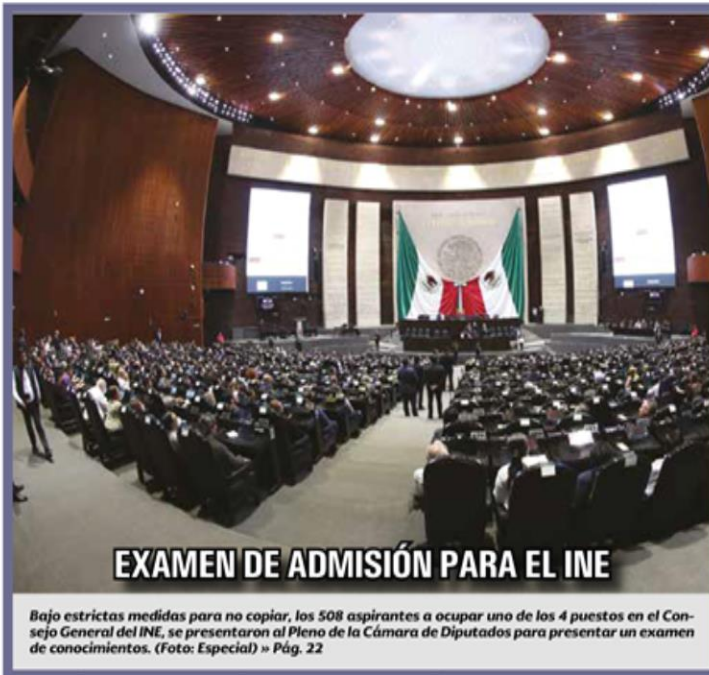 EXAMEN DE ADMISIÓN PARA EL INE
Bajo estrictas medidas para no copiar, los 508 aspirantes a ocupar uno de los 4 puestos en el Con-
sejo General del INE, se presentaron al Pleno de la Cámara de Diputados para presentar un examen
de conocimientos. (Foto: Especial) » Pág. 22